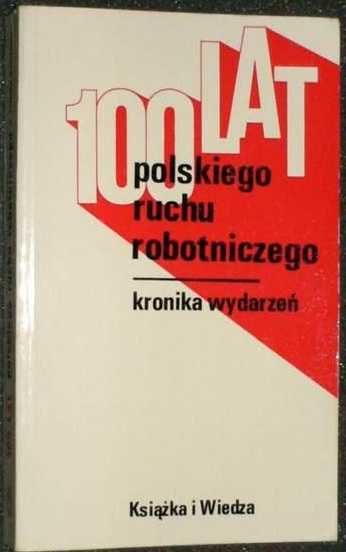 100 LAT
polskiego
ruchu
robotniczego
kronika wydarzeń
Książka i Wiedza